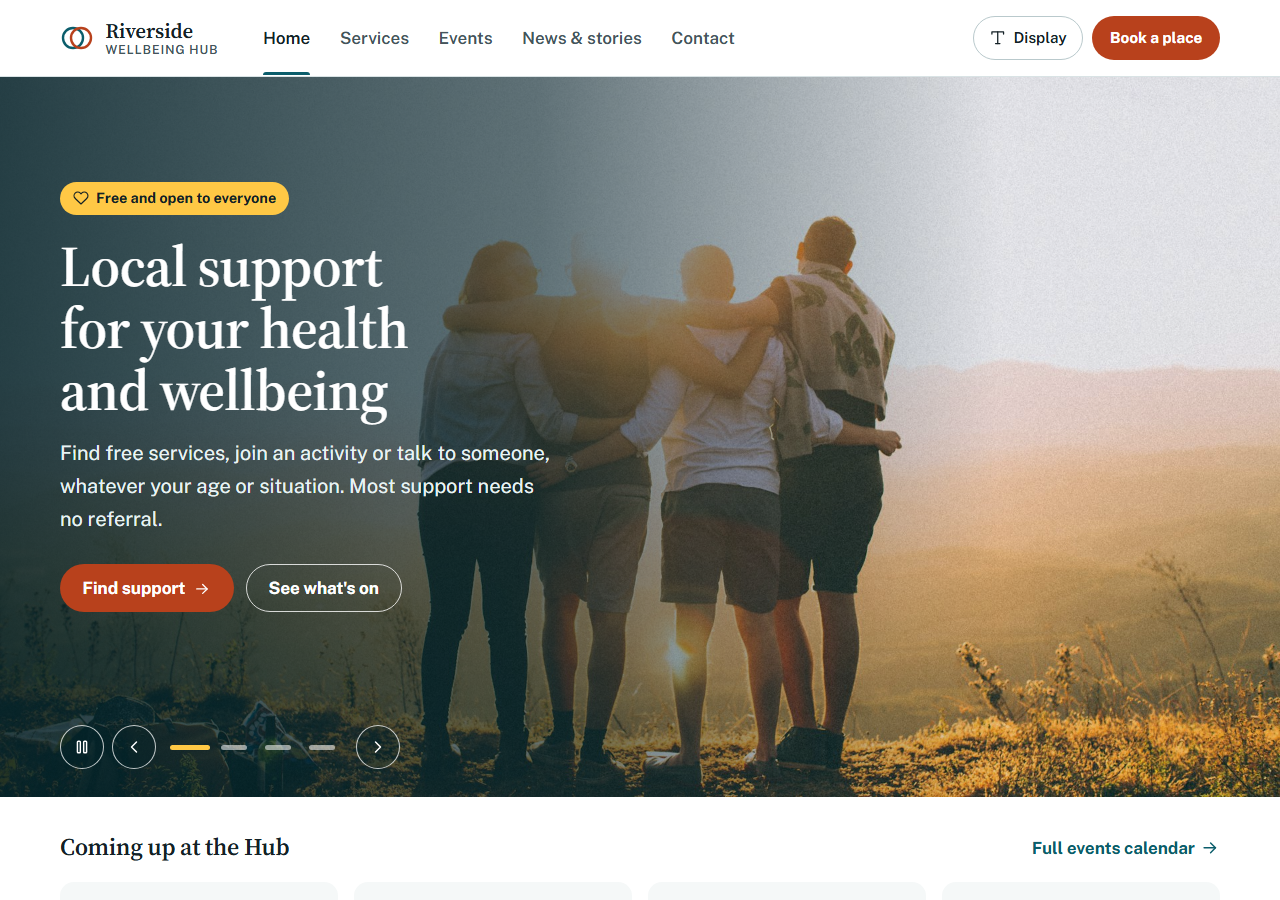 Riverside
WELLBEING HUB
Home
Services
Events
News & stories
Contact
Display
Book a place
Free and open to everyone
Local support
for your health
and wellbeing
Find free services, join an activity or talk to someone,
whatever your age or situation. Most support needs
no referral.
Find support
See what's on
Coming up at the Hub
Full events calendar